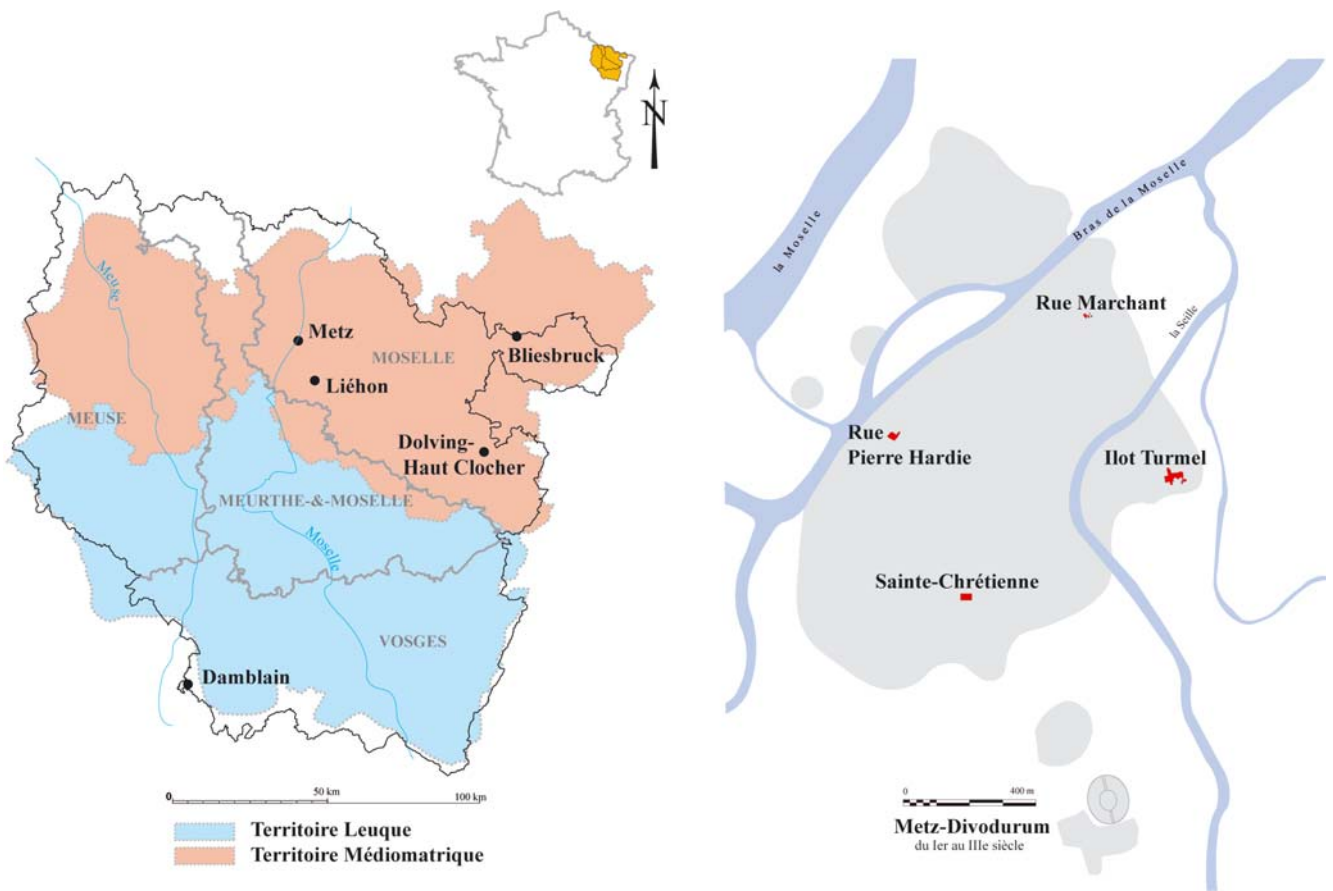 N
Meuse
Metz
MOSELLE
Bliesbruck
Liéhon
MEUSE
Dolving-
Haut Clocher
MEURTHE-&-MOSELLE
Moselle
VOSGES
Damblain
0
50 km
100 km
Territoire Leuque
Territoire Médiomatrique
la Moselle
Bras de la Moselle
Rue Marchant
la Seille
Rue
Pierre Hardie
Ilot Turmel
Sainte-Chrétienne
0
400 m
Metz-Divodurum
du Ier au IIIe siècle